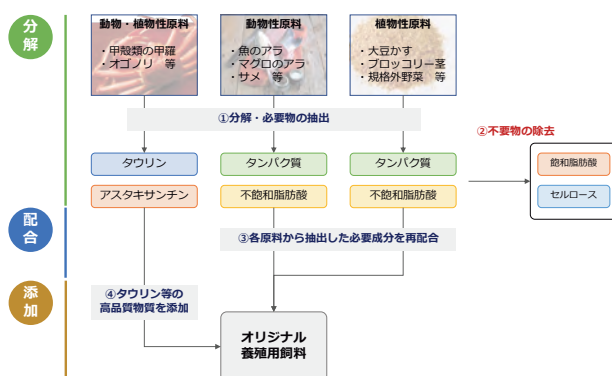 分解
動物・植物性原料
・甲殻類の甲羅
・オゴノリ 等
動物性原料
・魚のアラ
・マグロのアラ
・サメ 等
植物性原料
・大豆かす
・ブロッコリー茎
・規格外野菜 等
①分解・必要物の抽出
②不要物の除去
タウリン
タンパク質
タンパク質
飽和脂肪酸
アスタキサンチン
不飽和脂肪酸
不飽和脂肪酸
セルロース
配合
③各原料から抽出した必要成分を再配合
添加
④タウリン等の
高品質物質を添加
オリジナル
養殖用飼料